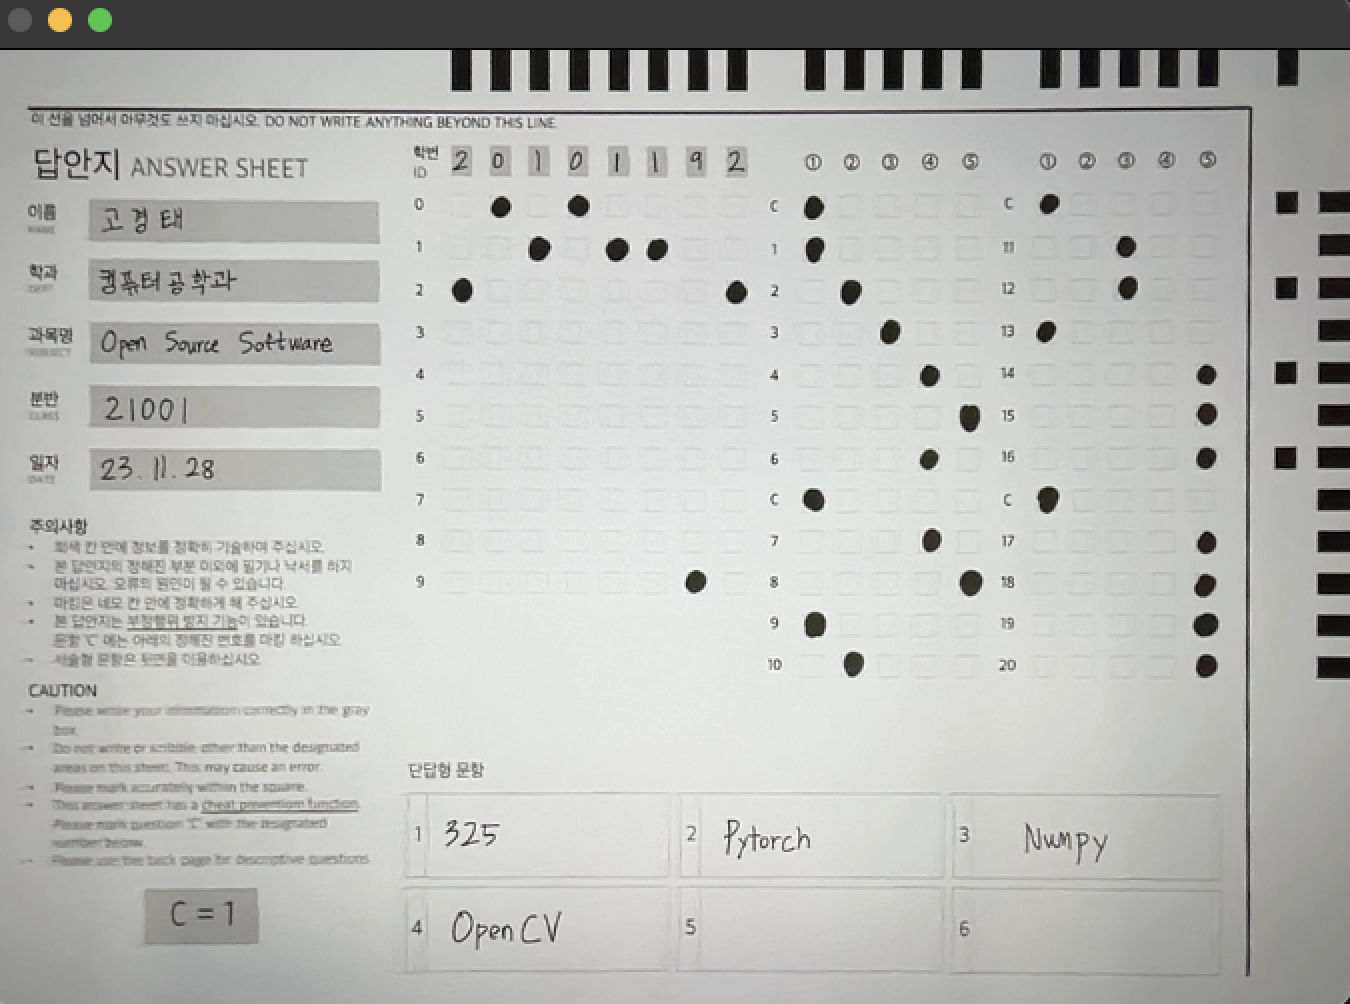 이 선을 넘어서 아무것도 쓰지 마십시오. DO NOT WRITE ANYTHING BEYOND THIS LINE.
답안지 ANSWER SHEET
이름
NAME
고경태
학과
DEPT
컴퓨터공학과
과목명
SUBJECT
Open Source Software
분반
CLASS
21001
일자
DATE
23.11.28
주의사항
- 회색 칸 안에 정보를 정확히 기술하여 주십시오.
- 본 답안지의 정해진 부분 이외에 필기나 낙서를 하지
마십시오. 오류의 원인이 될 수 있습니다.
- 마킹은 네모 칸 안에 정확하게 해 주십시오.
- 본 답안지는 부정행위 방지 기능이 있습니다.
문항 'C' 에는 아래의 정해진 번호를 마킹 하십시오.
- 서술형 문항은 뒷면을 이용하십시오.
CAUTION
- Please write your information correctly in the gray
box.
- Do not write or scribble other than the designated
areas on this sheet. This may cause an error.
- Please mark accurately within the square.
- This answer sheet has a cheat prevention function.
Please mark question "C" with the designated
number below.
- Please use the back page for descriptive questions.
C = 1
학번
ID
2 0 1 0 1 1 9 2
0
1
2
3
4
5
6
7
8
9
① ② ③ ④ ⑤
C
1
2
3
4
5
6
C
7
8
9
10
① ② ③ ④ ⑤
C
11
12
13
14
15
16
C
17
18
19
20
단답형 문항
1 325
2 Pytorch
3 Numpy
4 OpenCV
5
6